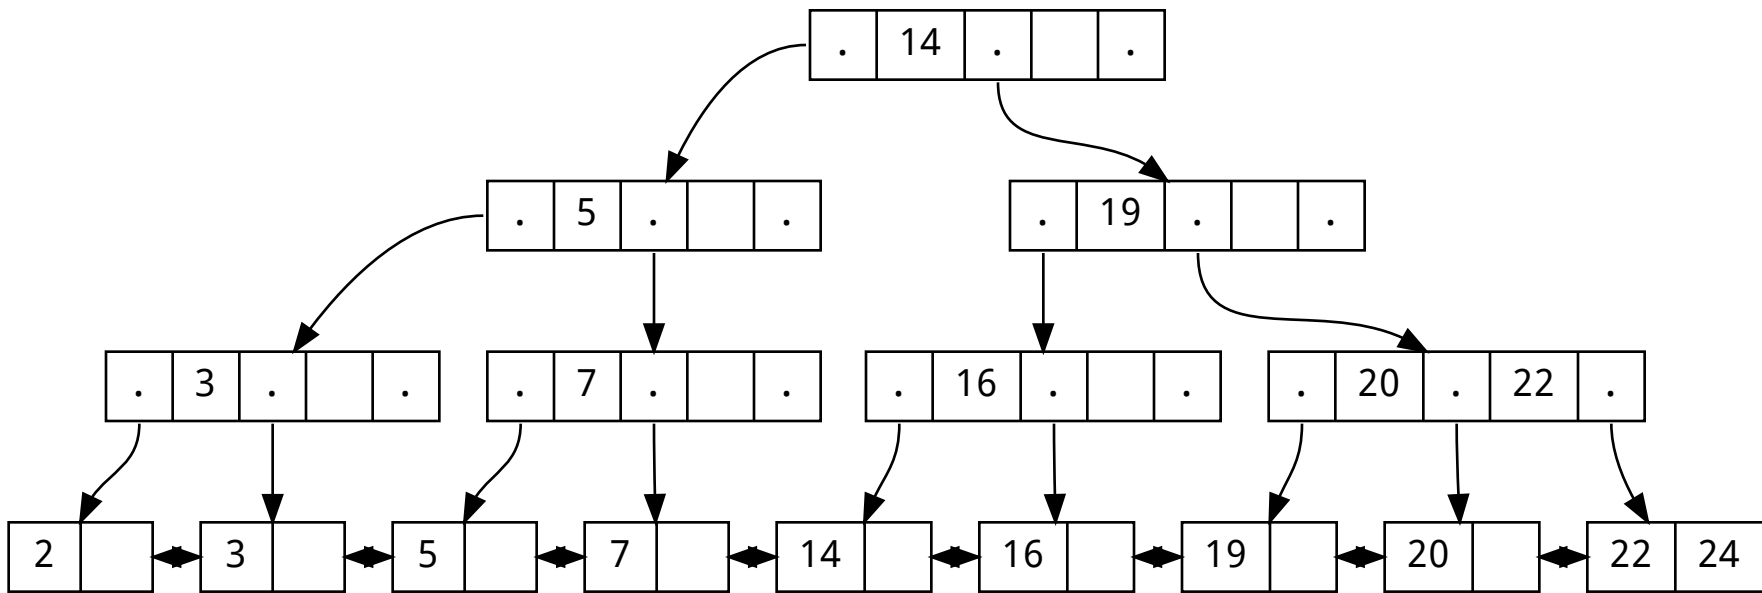 . 14 . .
. 5 . . . 19 . .
. 3 . . . 7 . . . 16 . . . 20 . 22 .
2 3 5 7 14 16 19 20 22 24